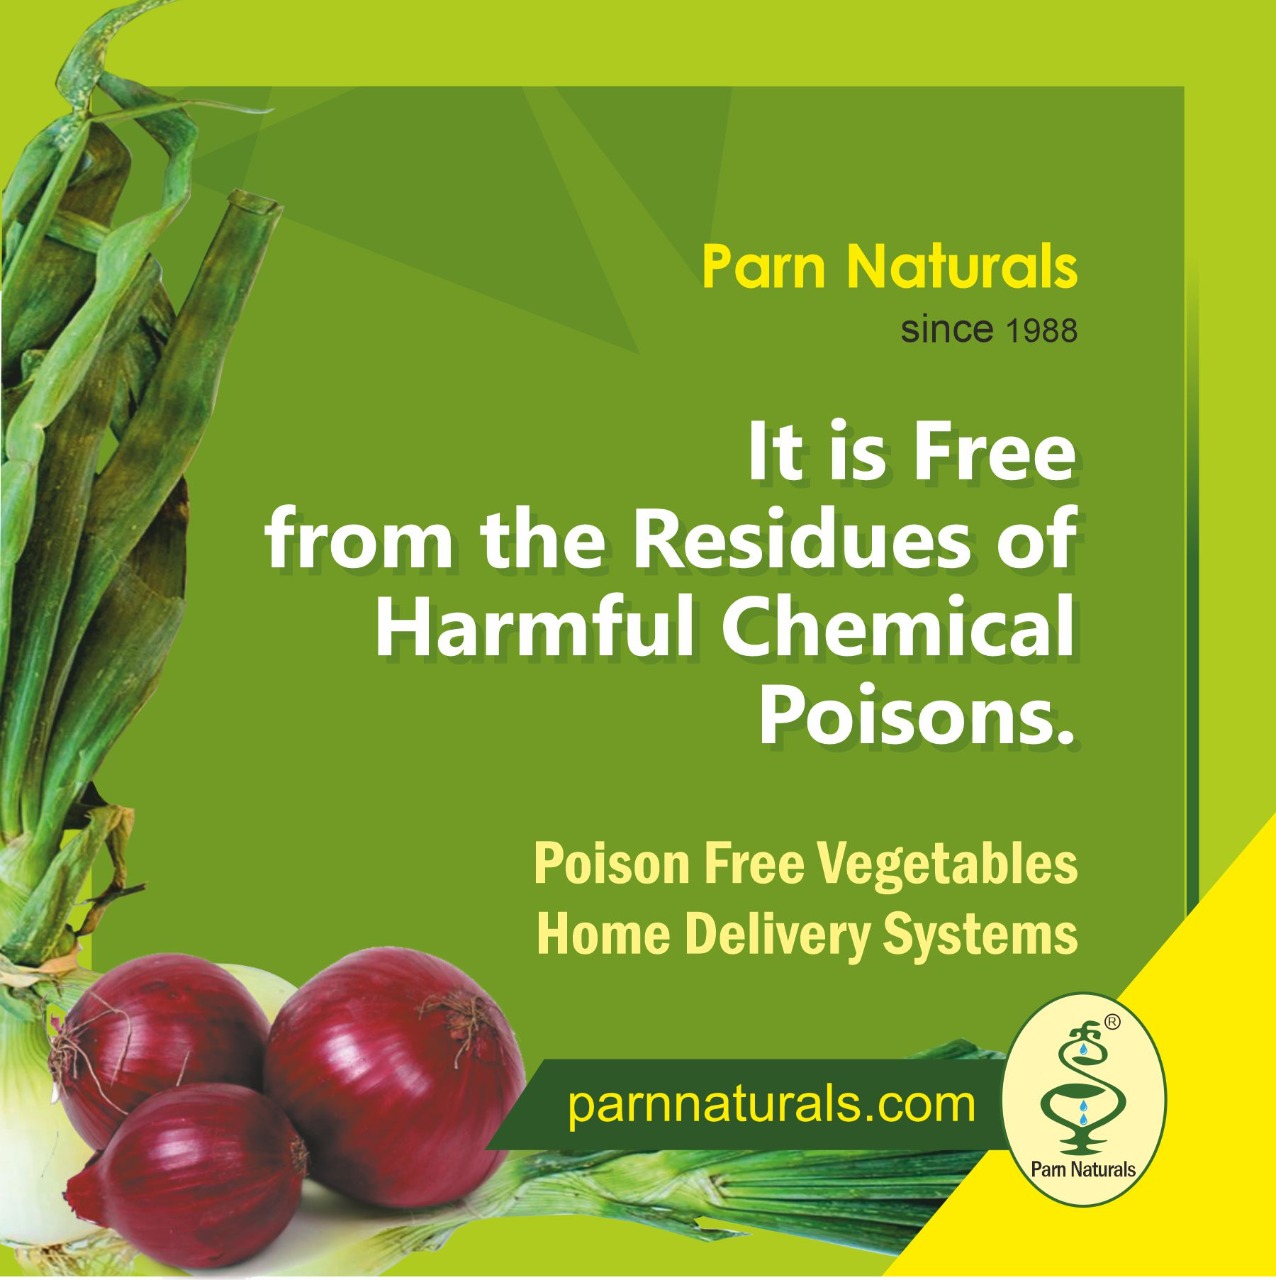 Parn Naturals
since 1988
It is Free
from the Residues of
Harmful Chemical
Poisons.
Poison Free Vegetables
Home Delivery Systems
parnnaturals.com
®
Parn Naturals